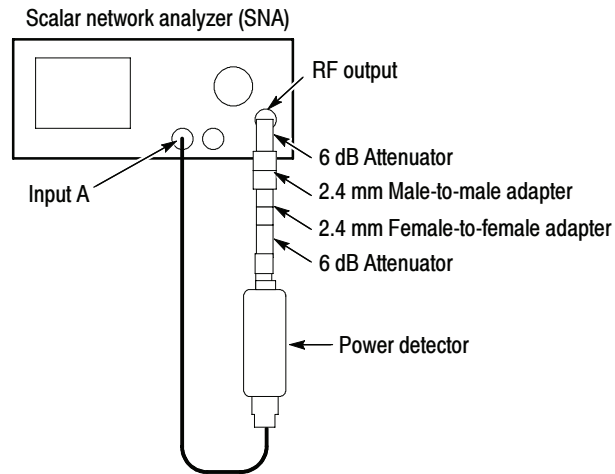 Scalar network analyzer (SNA)
RF output
6 dB Attenuator
2.4 mm Male-to-male adapter
Input A
2.4 mm Female-to-female adapter
6 dB Attenuator
Power detector